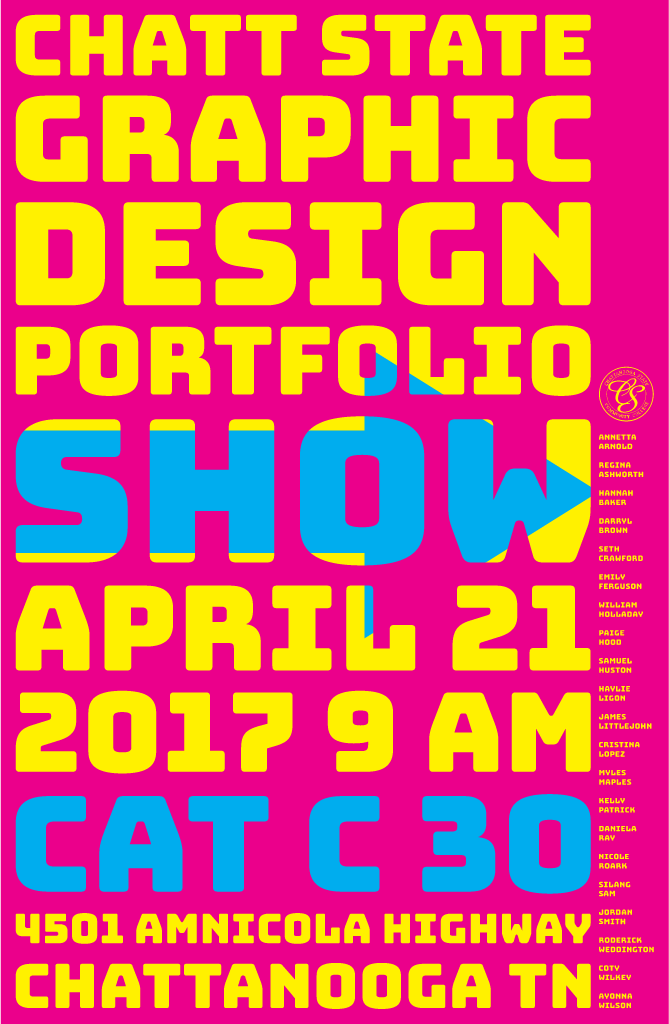 CHATT STATE
GRAPHIC
DESIGN
PORTFOLIO
SHOW
APRIL 21
2017 9 AM
CAT C 30
4501 AMNICOLA HIGHWAY
CHATTANOOGA TN
CS
ANNETTA
ARNOLD
REGINA
ASHWORTH
HANNAH
BAKER
DARRYL
BROWN
SETH
CRAWFORD
EMILY
FERGUSON
WILLIAM
HOLLADAY
PAIGE
HOOD
SAMUEL
HUSTON
HAYLIE
LIGON
JAMES
LITTLEJOHN
CRISTINA
LOPEZ
MYLES
MAPLES
KELLY
PATRICK
DANIELA
RAY
NICOLE
ROARK
SILANG
SAM
JORDAN
SMITH
RODERICK
WEDDINGTON
COTY
WILKEY
AVONNA
WILSON